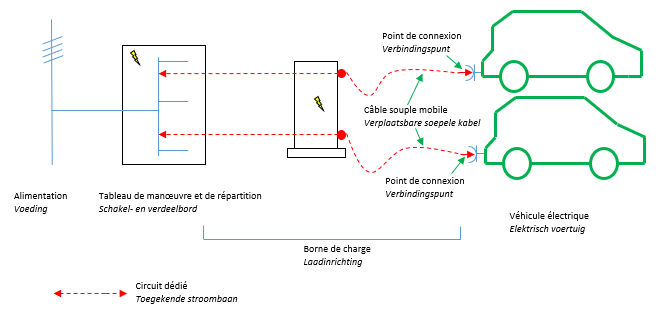 Point de connexion
Verbindingspunt
Câble souple mobile
Verplaatsbare soepele kabel
Point de connexion
Verbindingspunt
Alimentation
Voeding
Tableau de manœuvre et de répartition
Schakel- en verdeelbord
Véhicule électrique
Elektrisch voertuig
Borne de charge
Laadinrichting
Circuit dédié
Toegekende stroombaan